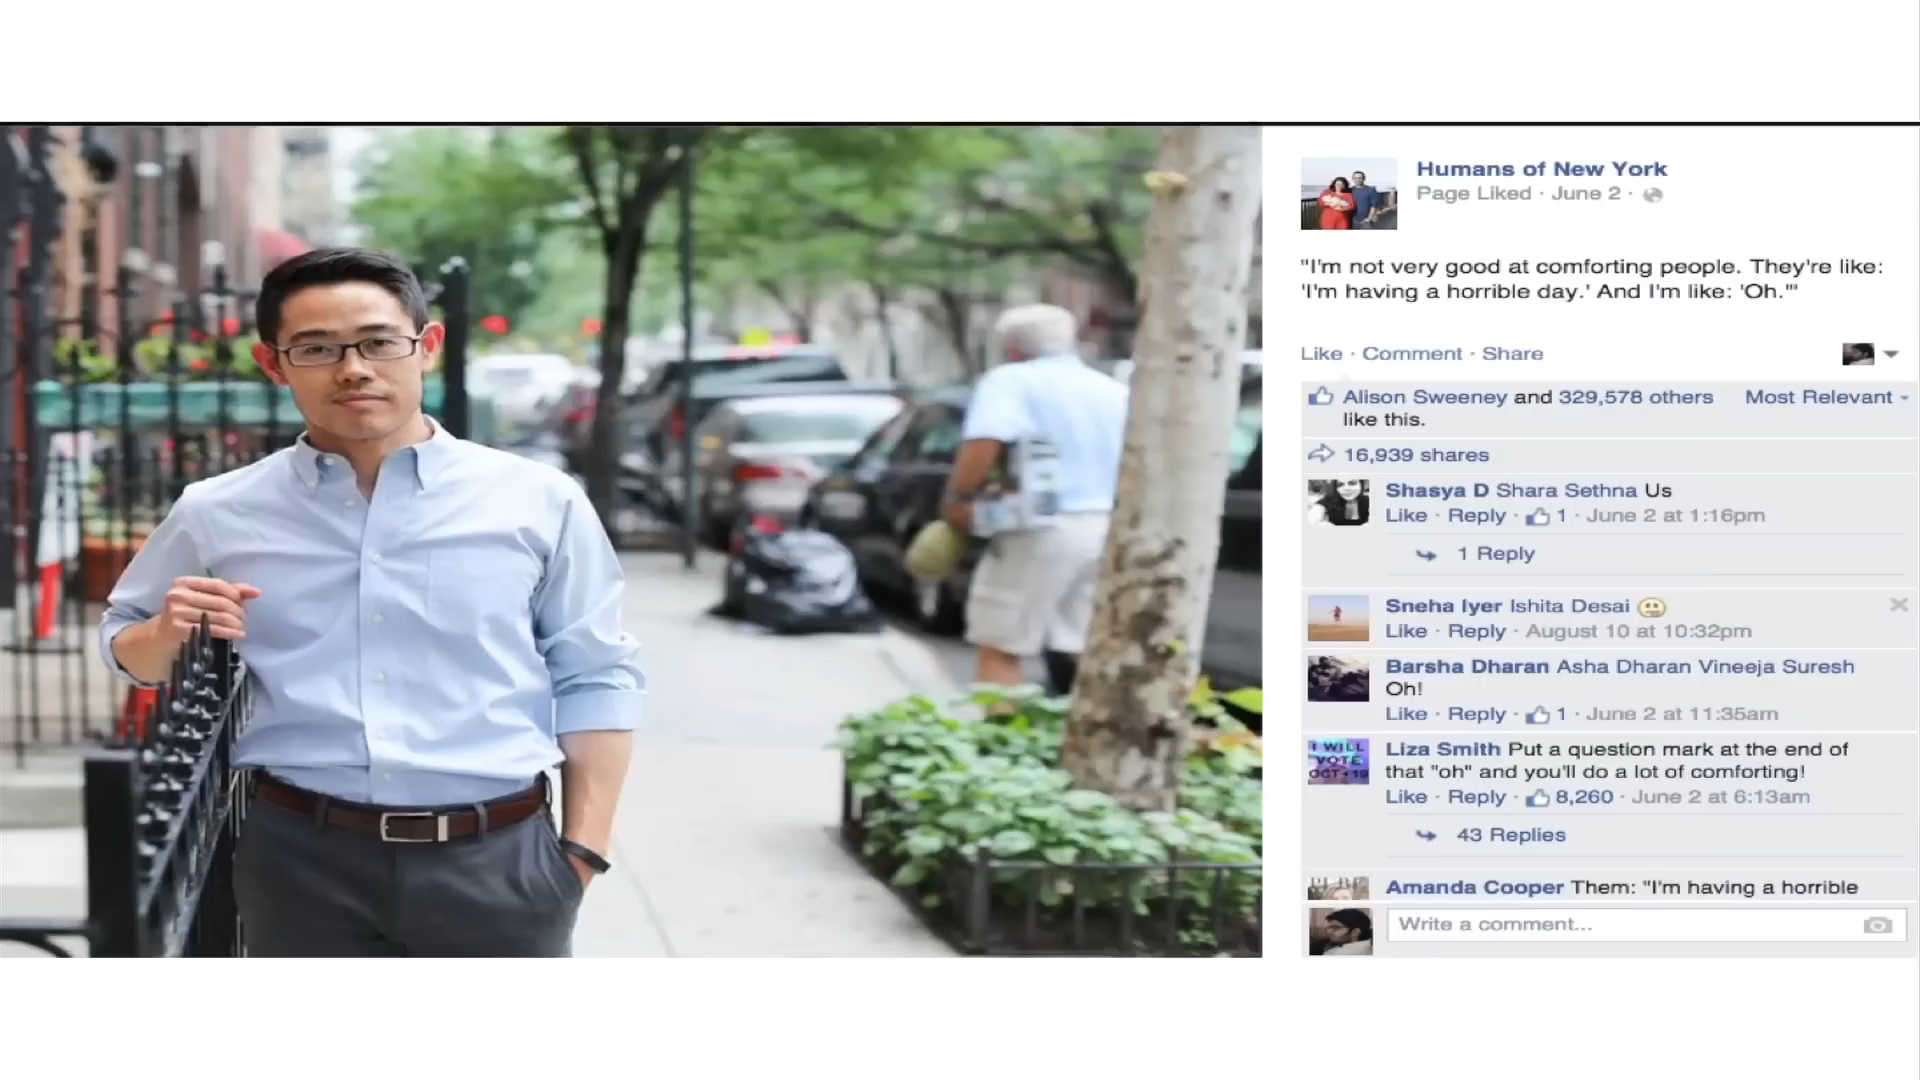 Humans of New York
Page Liked · June 2 ·
"I'm not very good at comforting people. They're like:
'I'm having a horrible day.' And I'm like: 'Oh.'"
Like · Comment · Share
Alison Sweeney and 329,578 others
like this.
Most Relevant
16,939 shares
Shasya D Shara Sethna Us
Like · Reply · 1 · June 2 at 1:16pm
1 Reply
Sneha Iyer Ishita Desai
Like · Reply · August 10 at 10:32pm
Barsha Dharan Asha Dharan Vineeja Suresh
Oh!
Like · Reply · 1 · June 2 at 11:35am
I WILL
VOTE
OCT · 19
Liza Smith Put a question mark at the end of
that "oh" and you'll do a lot of comforting!
Like · Reply · 8,260 · June 2 at 6:13am
43 Replies
Amanda Cooper Them: "I'm having a horrible
Write a comment...